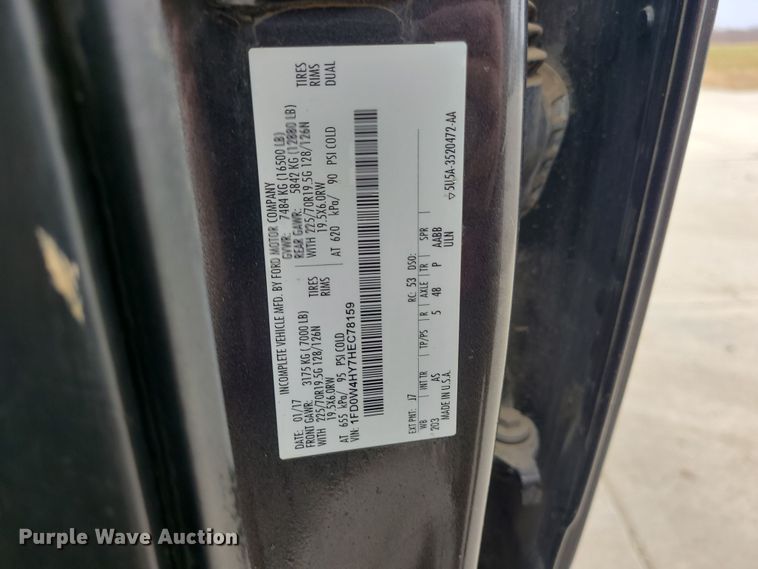 INCOMPLETE VEHICLE MFD. BY FORD MOTOR COMPANY
DATE: 01/17 GVWR: 7484 KG (16500 LB)
FRONT GAWR: 3175 KG (7000 LB) REAR GAWR: 5842 KG (12880 LB)
WITH 225/70R19.5G 128/126N TIRES WITH 225/70R19.5G 128/126N TIRES
19.5X6.0RW RIMS 19.5X6.0RW RIMS
AT 655 kPa/ 95 PSI COLD AT 620 kPa/ 90 PSI COLD DUAL
VIN: 1FD0W4HY7HEC78159
EXT PNT: J7 RC: 53 DSO:
WB INT TR TP/PS R AXLE TR SPR
203 AS 5 48 P AABB
MADE IN U.S.A. ULN
5U5A-3520472-AA
Purple Wave Auction